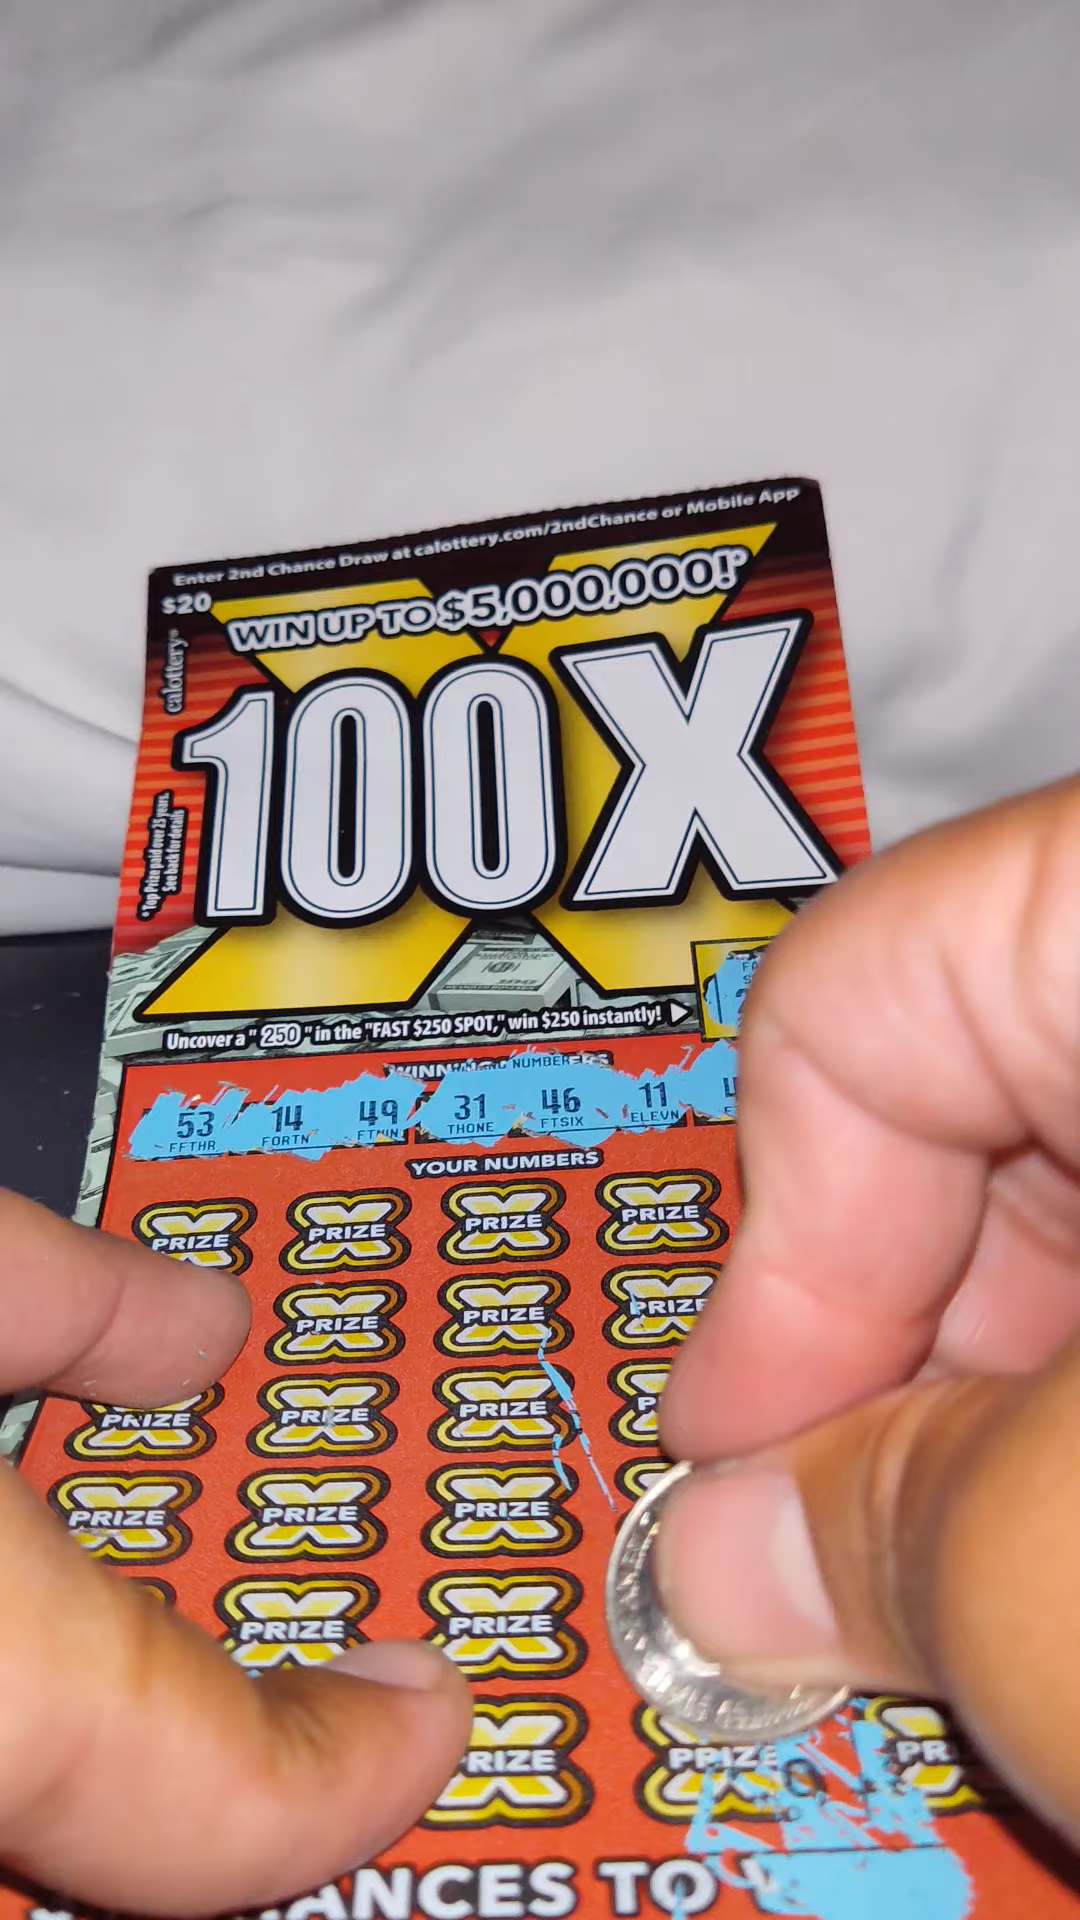 Enter 2nd Chance Draw at calottery.com/2ndChance or Mobile App
$20
WIN UP TO $5,000,000!*
calottery®
100X
*Top Prize paid over 25 years.
See back for details
Uncover a "250" in the "FAST $250 SPOT," win $250 instantly!
WINNING NUMBERS
53 14 49 31 46 11
FFTHR FORTN FTNIN THONE FTSIX ELEVN
YOUR NUMBERS
PRIZE PRIZE PRIZE PRIZE
PRIZE PRIZE PRIZE
PRIZE PRIZE PRIZE
PRIZE PRIZE PRIZE
PRIZE PRIZE
PRIZE PRIZE
TO